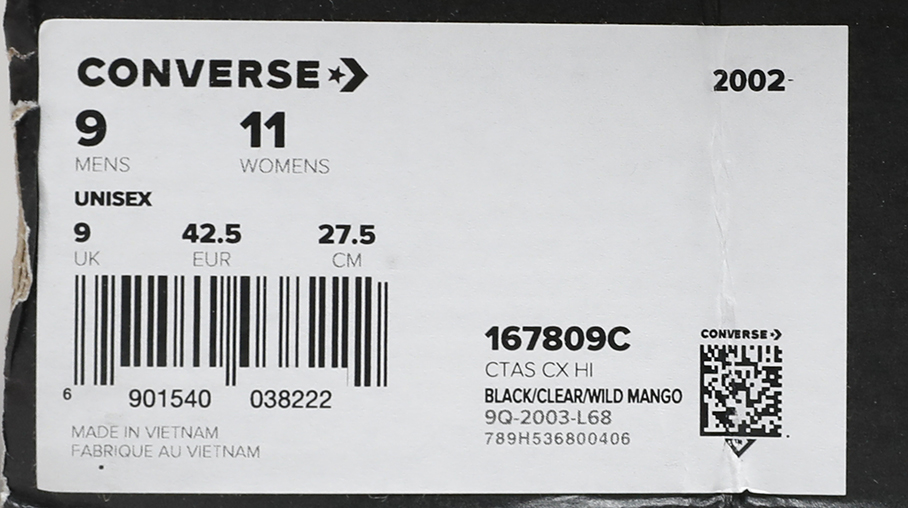 CONVERSE
2002-
9 11
MENS WOMENS
UNISEX
9 42.5 27.5
UK EUR CM
6 901540 038222
MADE IN VIETNAM
FABRIQUE AU VIETNAM
167809C
CTAS CX HI
BLACK/CLEAR/WILD MANGO
9Q-2003-L68
789H536800406
CONVERSE